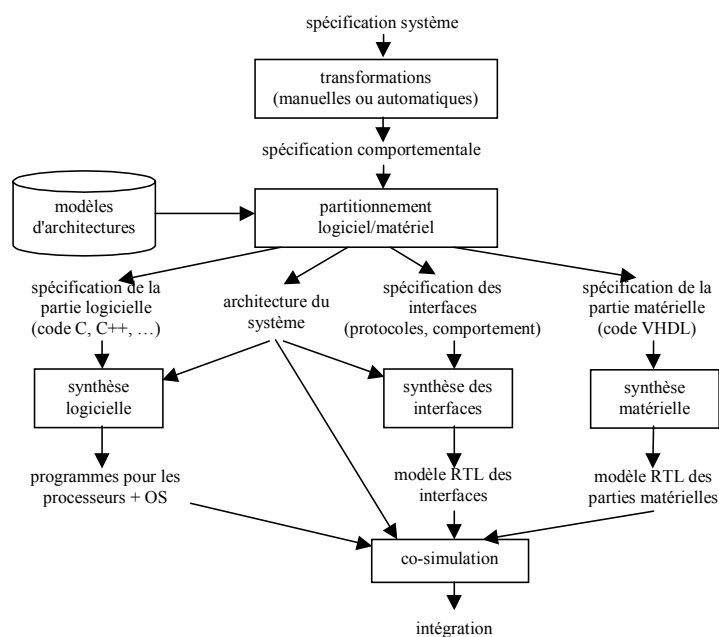 spécification système
transformations
(manuelles ou automatiques)
spécification comportementale
modèles
d'architectures
partitionnement
logiciel/matériel
spécification de la
partie logicielle
(code C, C++, …)
architecture du
système
spécification des
interfaces
(protocoles, comportement)
spécification de la
partie matérielle
(code VHDL)
synthèse
logicielle
synthèse des
interfaces
synthèse
matérielle
programmes pour les
processeurs + OS
modèle RTL des
interfaces
modèle RTL des
parties matérielles
co-simulation
intégration